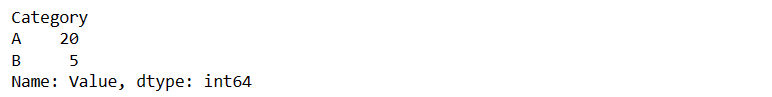 Category
A    20
B     5
Name: Value, dtype: int64